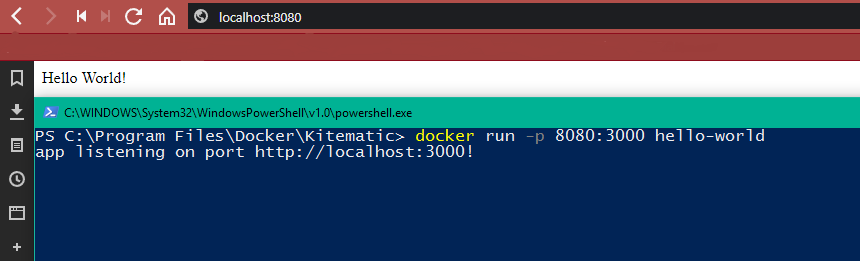 localhost:8080
Hello World!
C:\WINDOWS\System32\WindowsPowerShell\v1.0\powershell.exe
PS C:\Program Files\Docker\Kitematic> docker run -p 8080:3000 hello-world
app listening on port http://localhost:3000!